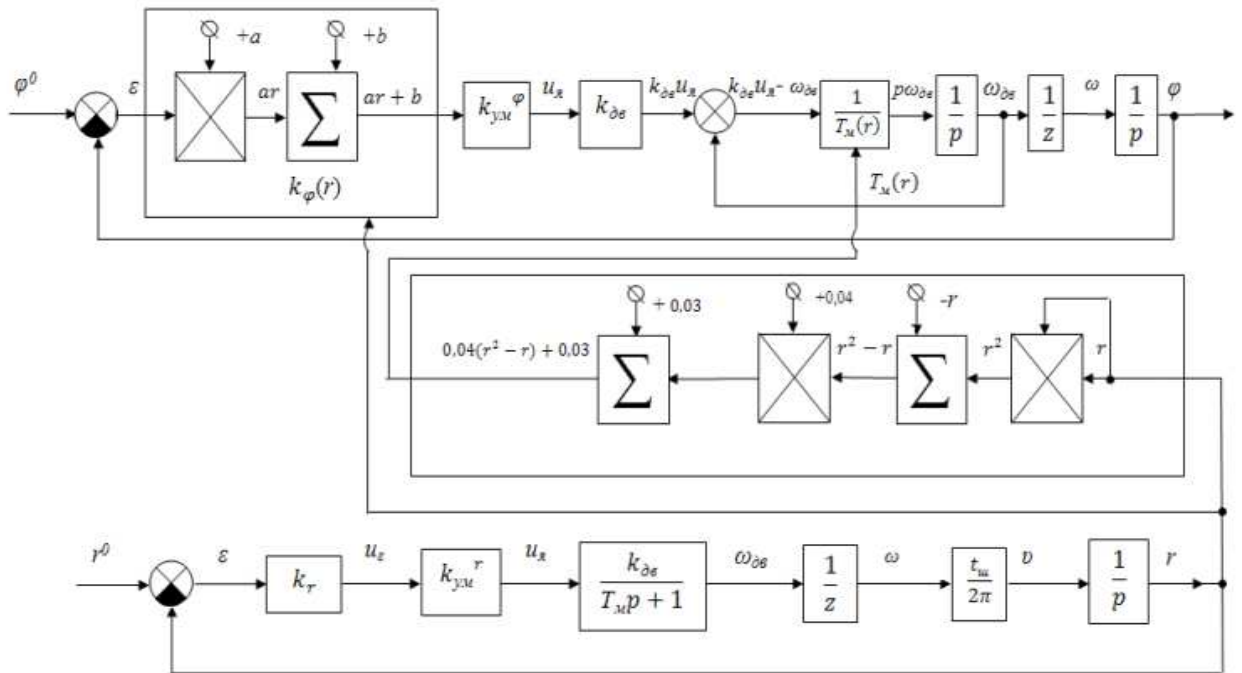 +a
+b
φ⁰
ε
ar
Σ
ar + b
k_φ(r)
k_ум^φ
u_я
k_дв
k_дв u_я
k_дв u_я - ω_дв
1/T_м(r)
pω_дв
1/p
ω_дв
1/z
ω
1/p
φ
T_м(r)
+ 0,03
+0,04
-r
0.04(r² − r) + 0,03
Σ
r² − r
Σ
r²
r
r⁰
ε
k_r
u_ε
k_ум^r
u_я
k_дв/(T_м p + 1)
ω_дв
1/z
ω
t_ш/2π
υ
1/p
r